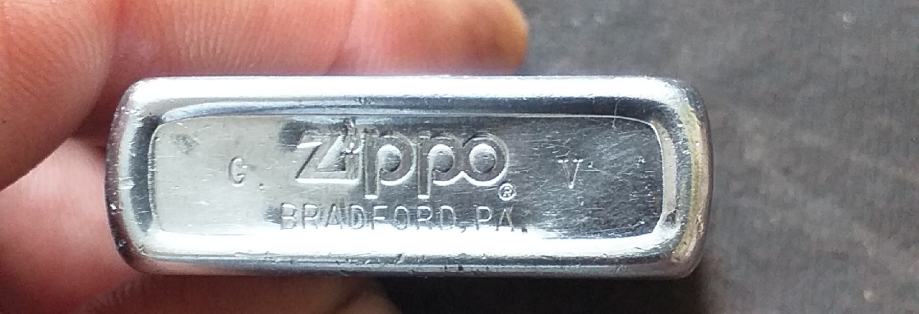 G. Zippo® V
BRADFORD, PA.